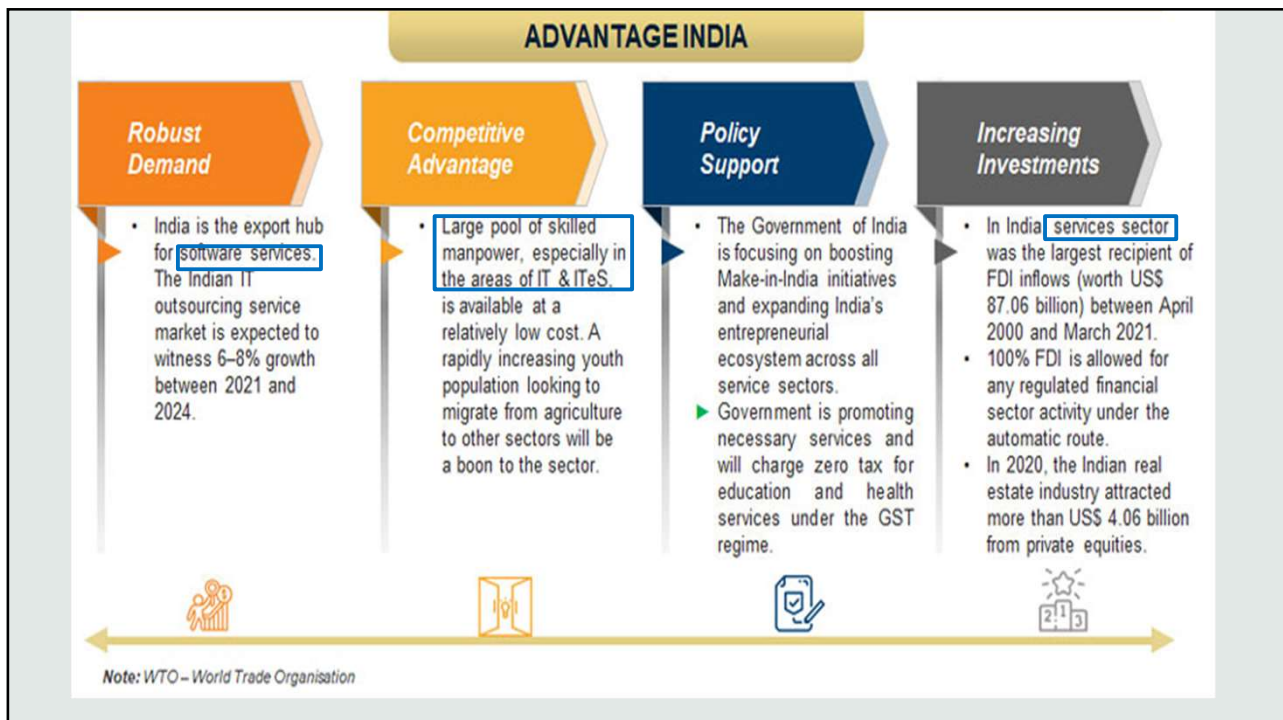 ADVANTAGE INDIA
Robust
Demand
• India is the export hub
for software services.
The Indian IT
outsourcing service
market is expected to
witness 6–8% growth
between 2021 and
2024.
Competitive
Advantage
• Large pool of skilled
manpower, especially in
the areas of IT & ITeS,
is available at a
relatively low cost. A
rapidly increasing youth
population looking to
migrate from agriculture
to other sectors will be
a boon to the sector.
Policy
Support
• The Government of India
is focusing on boosting
Make-in-India initiatives
and expanding India's
entrepreneurial
ecosystem across all
service sectors.
Government is promoting
necessary services and
will charge zero tax for
education and health
services under the GST
regime.
Increasing
Investments
• In India services sector
was the largest recipient of
FDI inflows (worth US$
87.06 billion) between April
2000 and March 2021.
• 100% FDI is allowed for
any regulated financial
sector activity under the
automatic route.
• In 2020, the Indian real
estate industry attracted
more than US$ 4.06 billion
from private equities.
2 1 3
Note: WTO – World Trade Organisation